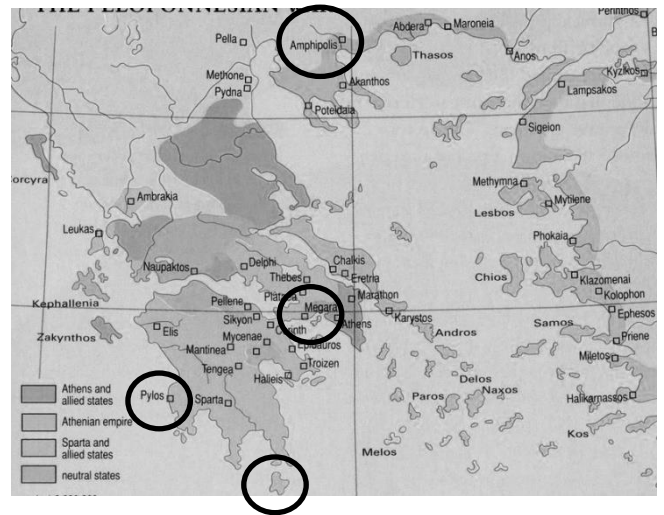 THE PELOPONNESIAN
Pella
Amphipolis
Abdera
Maroneia
Perinthos
Thasos
Anos
Kyzikos
Methone
Pydna
Akanthos
Lampsakos
Poteidaia
Sigeion
orcyra
Ambrakia
Methymna
Mytilene
Lesbos
Leukas
Phokaia
Naupaktos
Delphi
Chalkis
Eretria
Thebes
Chios
Klazomenai
Kolophon
Kephallenia
Plataea
Marathon
Pellene
Megara
Karystos
Ephesos
Zakynthos
Elis
Sikyon
Corinth
Athens
Andros
Samos
Priene
Mycenae
Epidauros
Miletos
Mantinea
Troizen
Tengea
Halieis
Delos
Naxos
Paros
Halikarnassos
Pylos
Sparta
Kos
Melos
Athens and
allied states
Athenian empire
Sparta and
allied states
neutral states